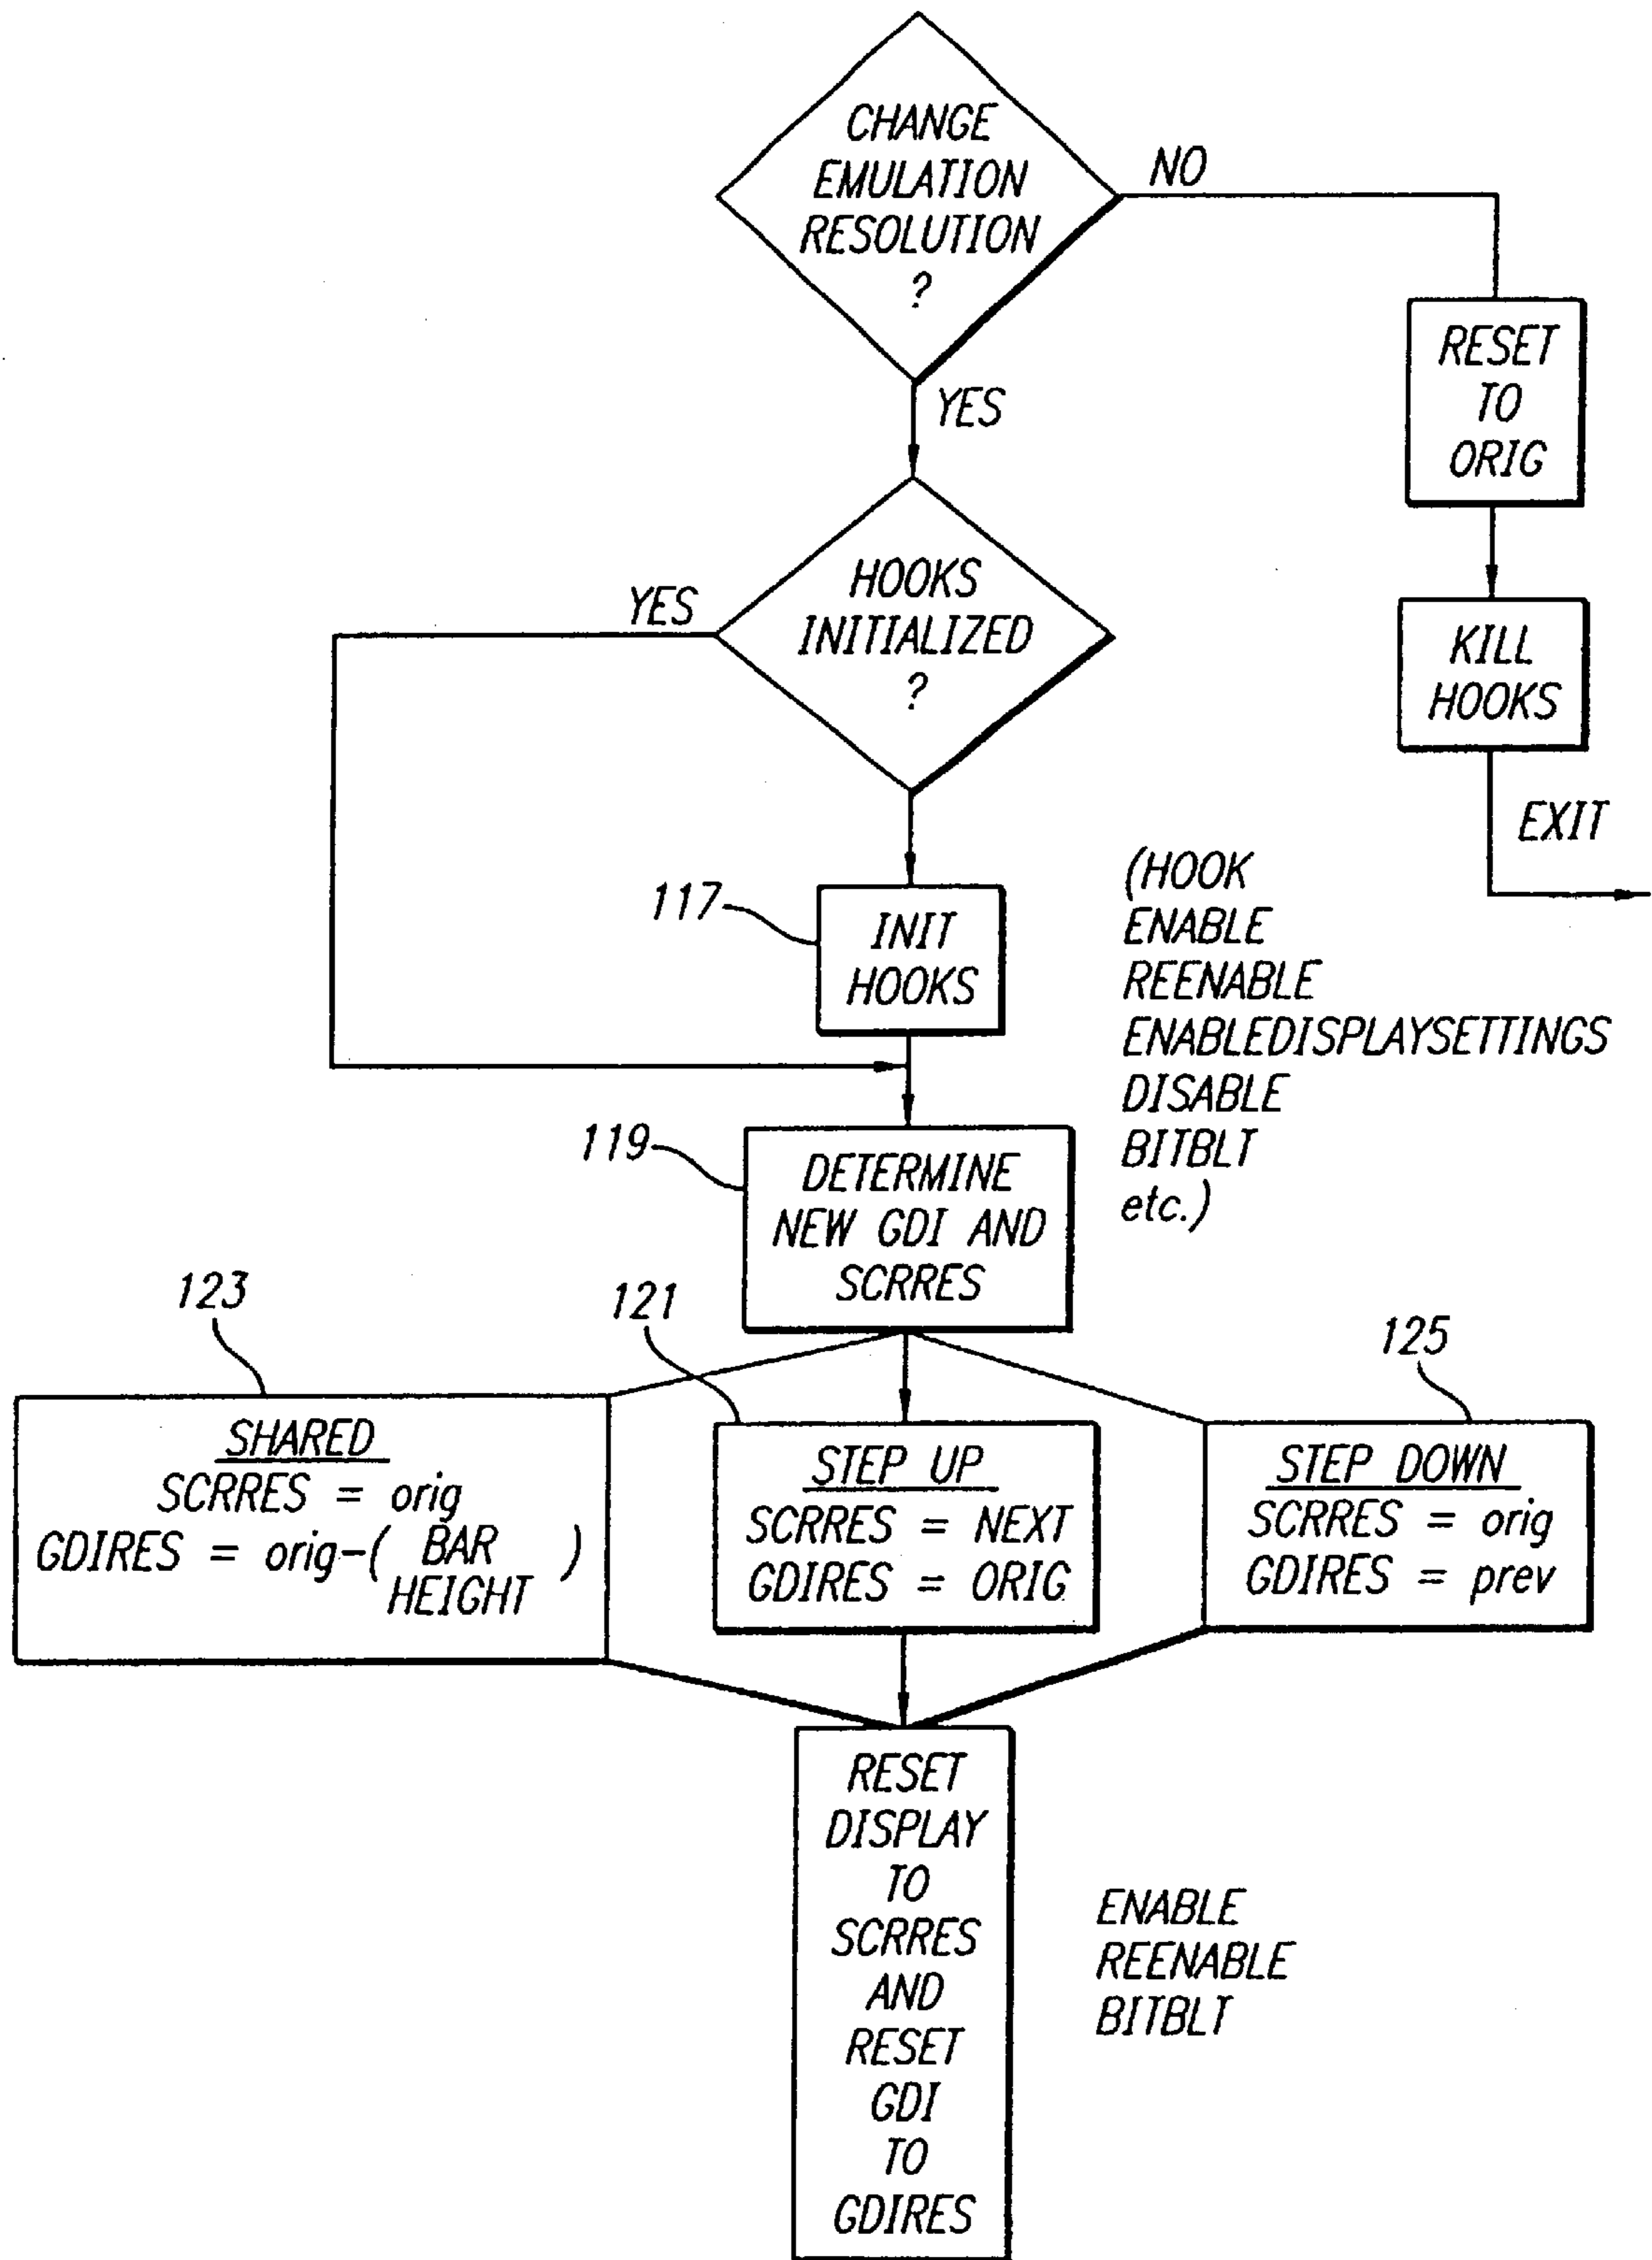 CHANGE
EMULATION
RESOLUTION
?
NO
YES
RESET
TO
ORIG
KILL
HOOKS
EXIT
HOOKS
INITIALIZED
?
YES
117
INIT
HOOKS
(HOOK
ENABLE
REENABLE
ENABLEDISPLAYSETTINGS
DISABLE
BITBLT
etc.)
119
DETERMINE
NEW GDI AND
SCRRES
123
SHARED
SCRRES = orig
GDIRES = orig-( BAR )
HEIGHT
121
STEP UP
SCRRES = NEXT
GDIRES = ORIG
125
STEP DOWN
SCRRES = orig
GDIRES = prev
RESET
DISPLAY
TO
SCRRES
AND
RESET
GDI
TO
GDIRES
ENABLE
REENABLE
BITBLT